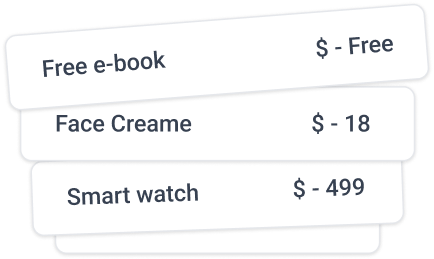 Free e-book $ - Free
Face Creame $ - 18
Smart watch $ - 499